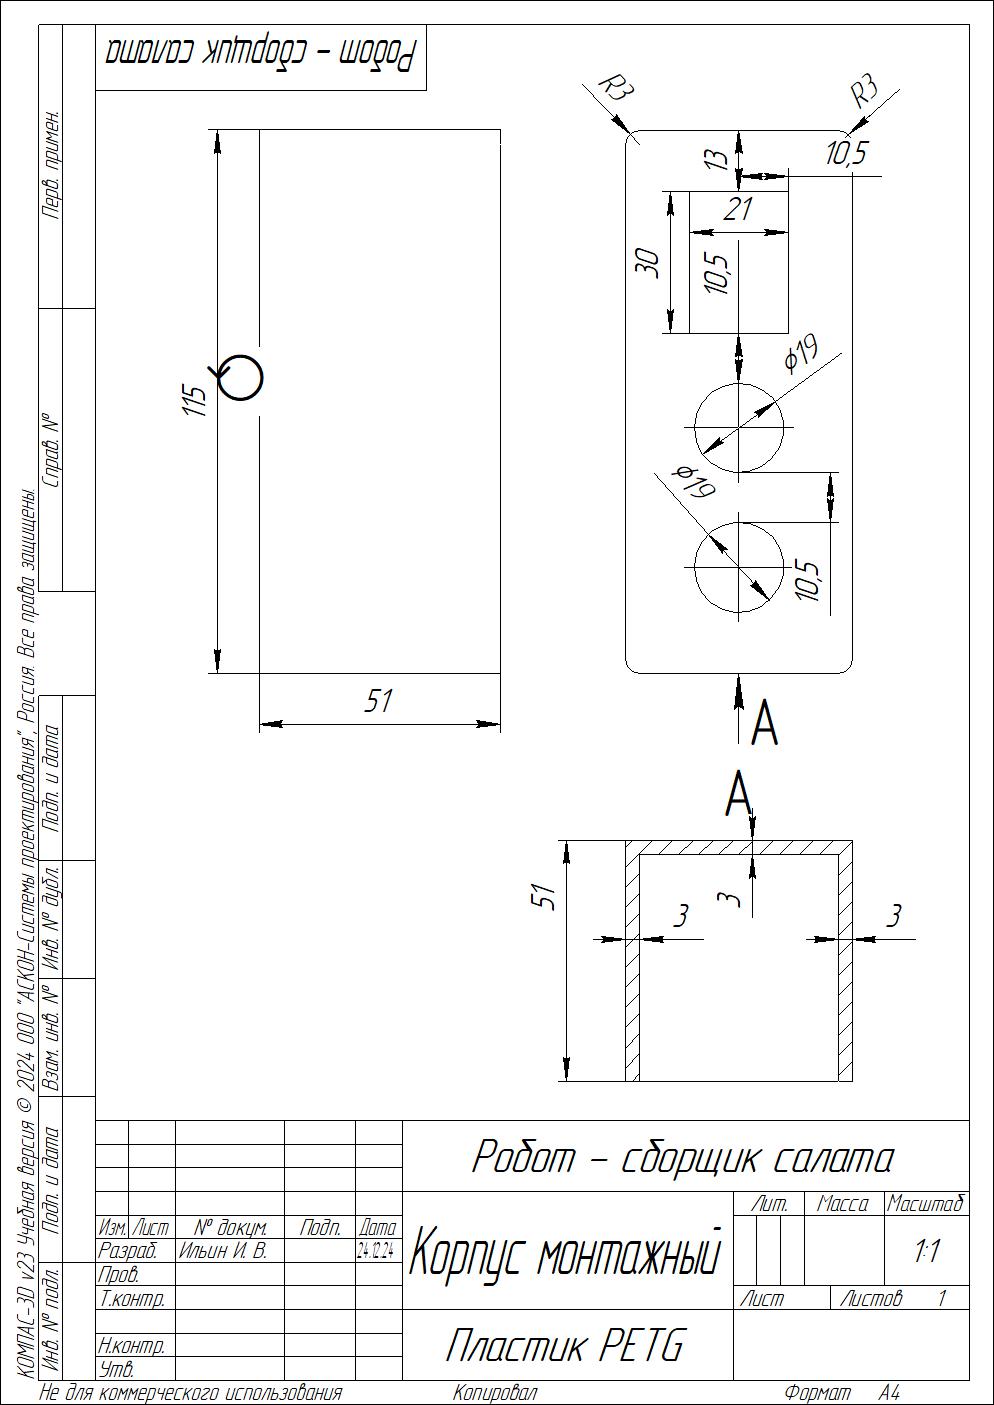 Робот - сборщик салата
Перв. примен.
Справ. №
Подп. и дата
Инв. № дубл.
Взам. инв. №
Подп. и дата
Инв. № подл.
КОМПАС-3D v23 Учебная версия © 2024 ООО "АСКОН-Системы проектирования", Россия. Все права защищены.
115
51
R3
R3
13
10,5
21
30
10,5
ϕ19
ϕ19
10,5
А
А
51
3
3
3
Робот - сборщик салата
Изм. Лист № докум. Подп. Дата
Разраб. Ильин И. В. 24.12.24
Пров.
Т.контр.
Н.контр.
Утв.
Корпус монтажный
Лит. Масса Масштаб
1:1
Лист Листов 1
Пластик PETG
Не для коммерческого использования Копировал Формат А4